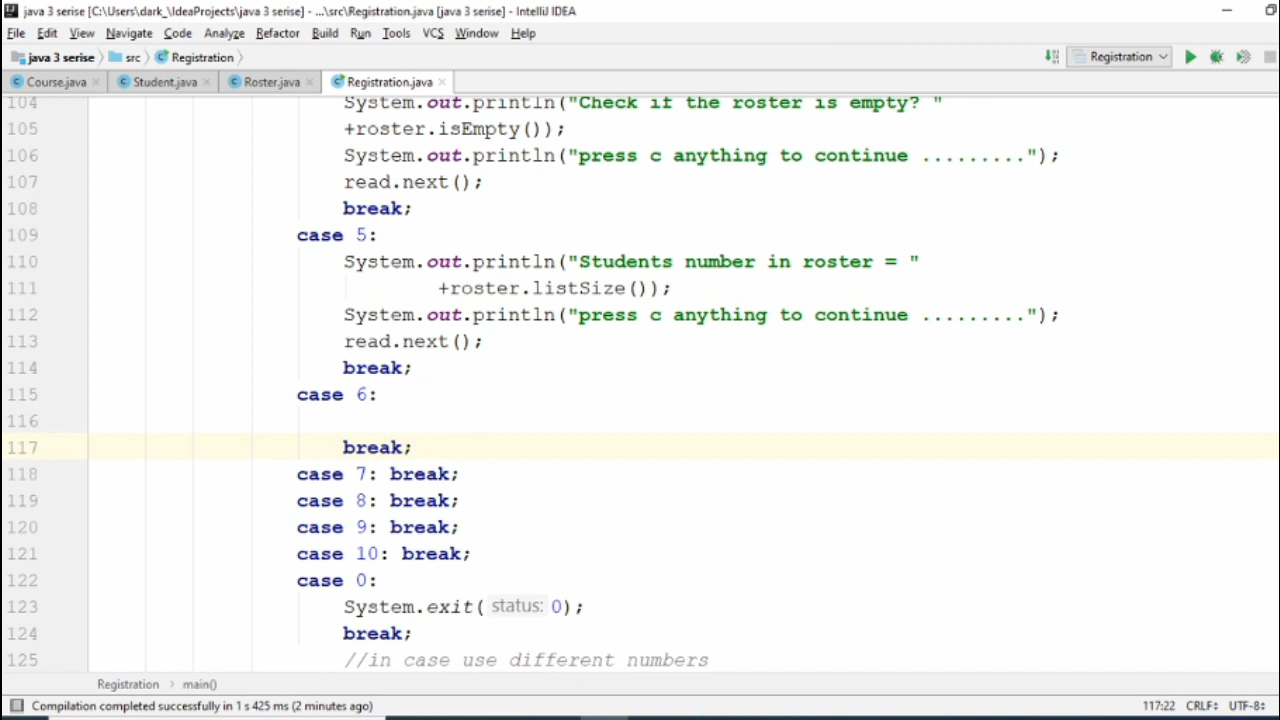 java 3 serise [C:\Users\dark_\IdeaProjects\java 3 serise] - ...\src\Registration.java [java 3 serise] - IntelliJ IDEA
File Edit View Navigate Code Analyze Refactor Build Run Tools VCS Window Help
java 3 serise src Registration Registration
Course.java Student.java Roster.java Registration.java
104 System.out.println("Check if the roster is empty? "
105 +roster.isEmpty());
106 System.out.println("press c anything to continue .........");
107 read.next();
108 break;
109 case 5:
110 System.out.println("Students number in roster = "
111 +roster.listSize());
112 System.out.println("press c anything to continue .........");
113 read.next();
114 break;
115 case 6:
116
117 break;
118 case 7: break;
119 case 8: break;
120 case 9: break;
121 case 10: break;
122 case 0:
123 System.exit( status: 0);
124 break;
125 //in case use different numbers
Registration main()
Compilation completed successfully in 1 s 425 ms (2 minutes ago) 117:22 CRLF UTF-8